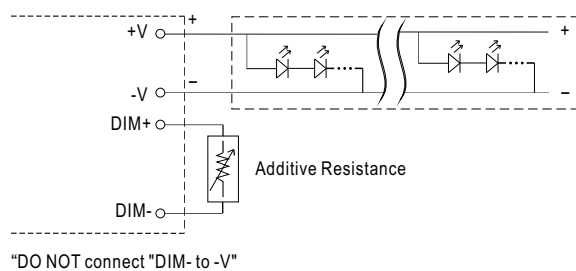 +
+V
+
−
-V
−
DIM+
Additive Resistance
DIM-
"DO NOT connect "DIM- to -V"